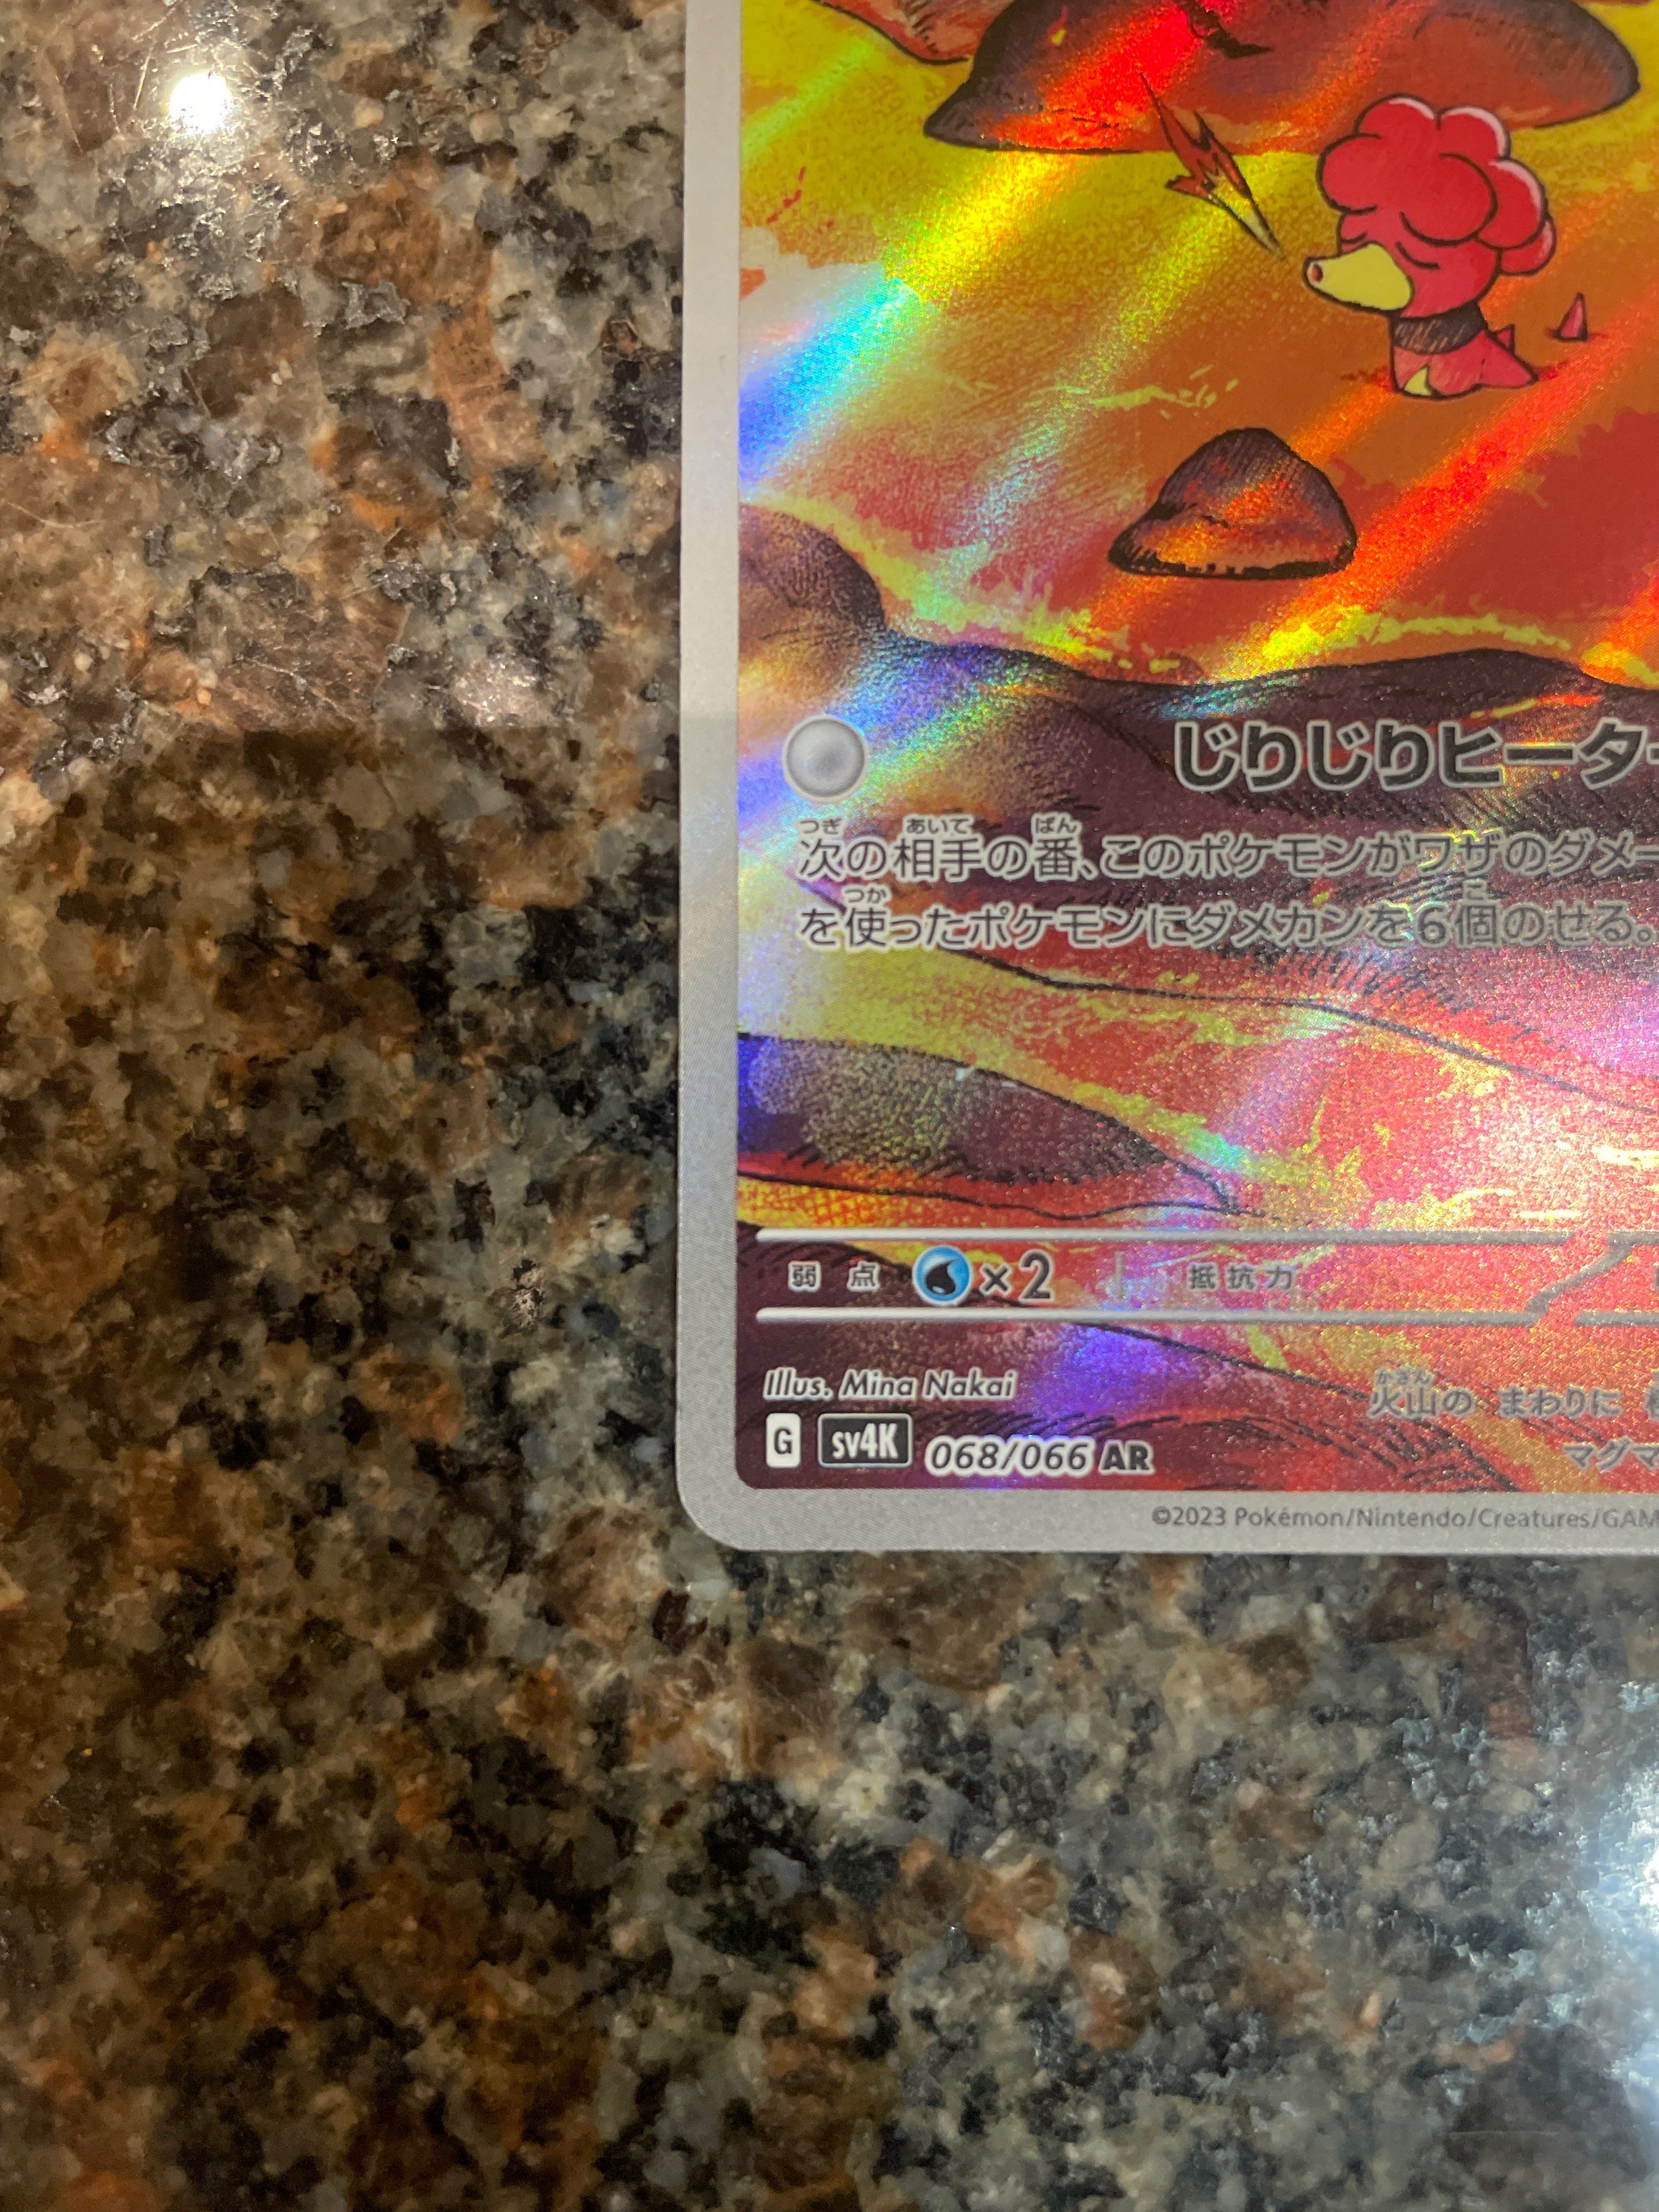 じりじりヒーター
つぎ あいて ばん
次の相手の番、このポケモンがワザのダメー
つか こ
を使ったポケモンにダメカンを6個のせる。
弱点 ×2 抵抗力
Illus. Mina Nakai
かざん
火山の まわりに
G sv4K 068/066 AR
マグマ
©2023 Pokémon/Nintendo/Creatures/GAM